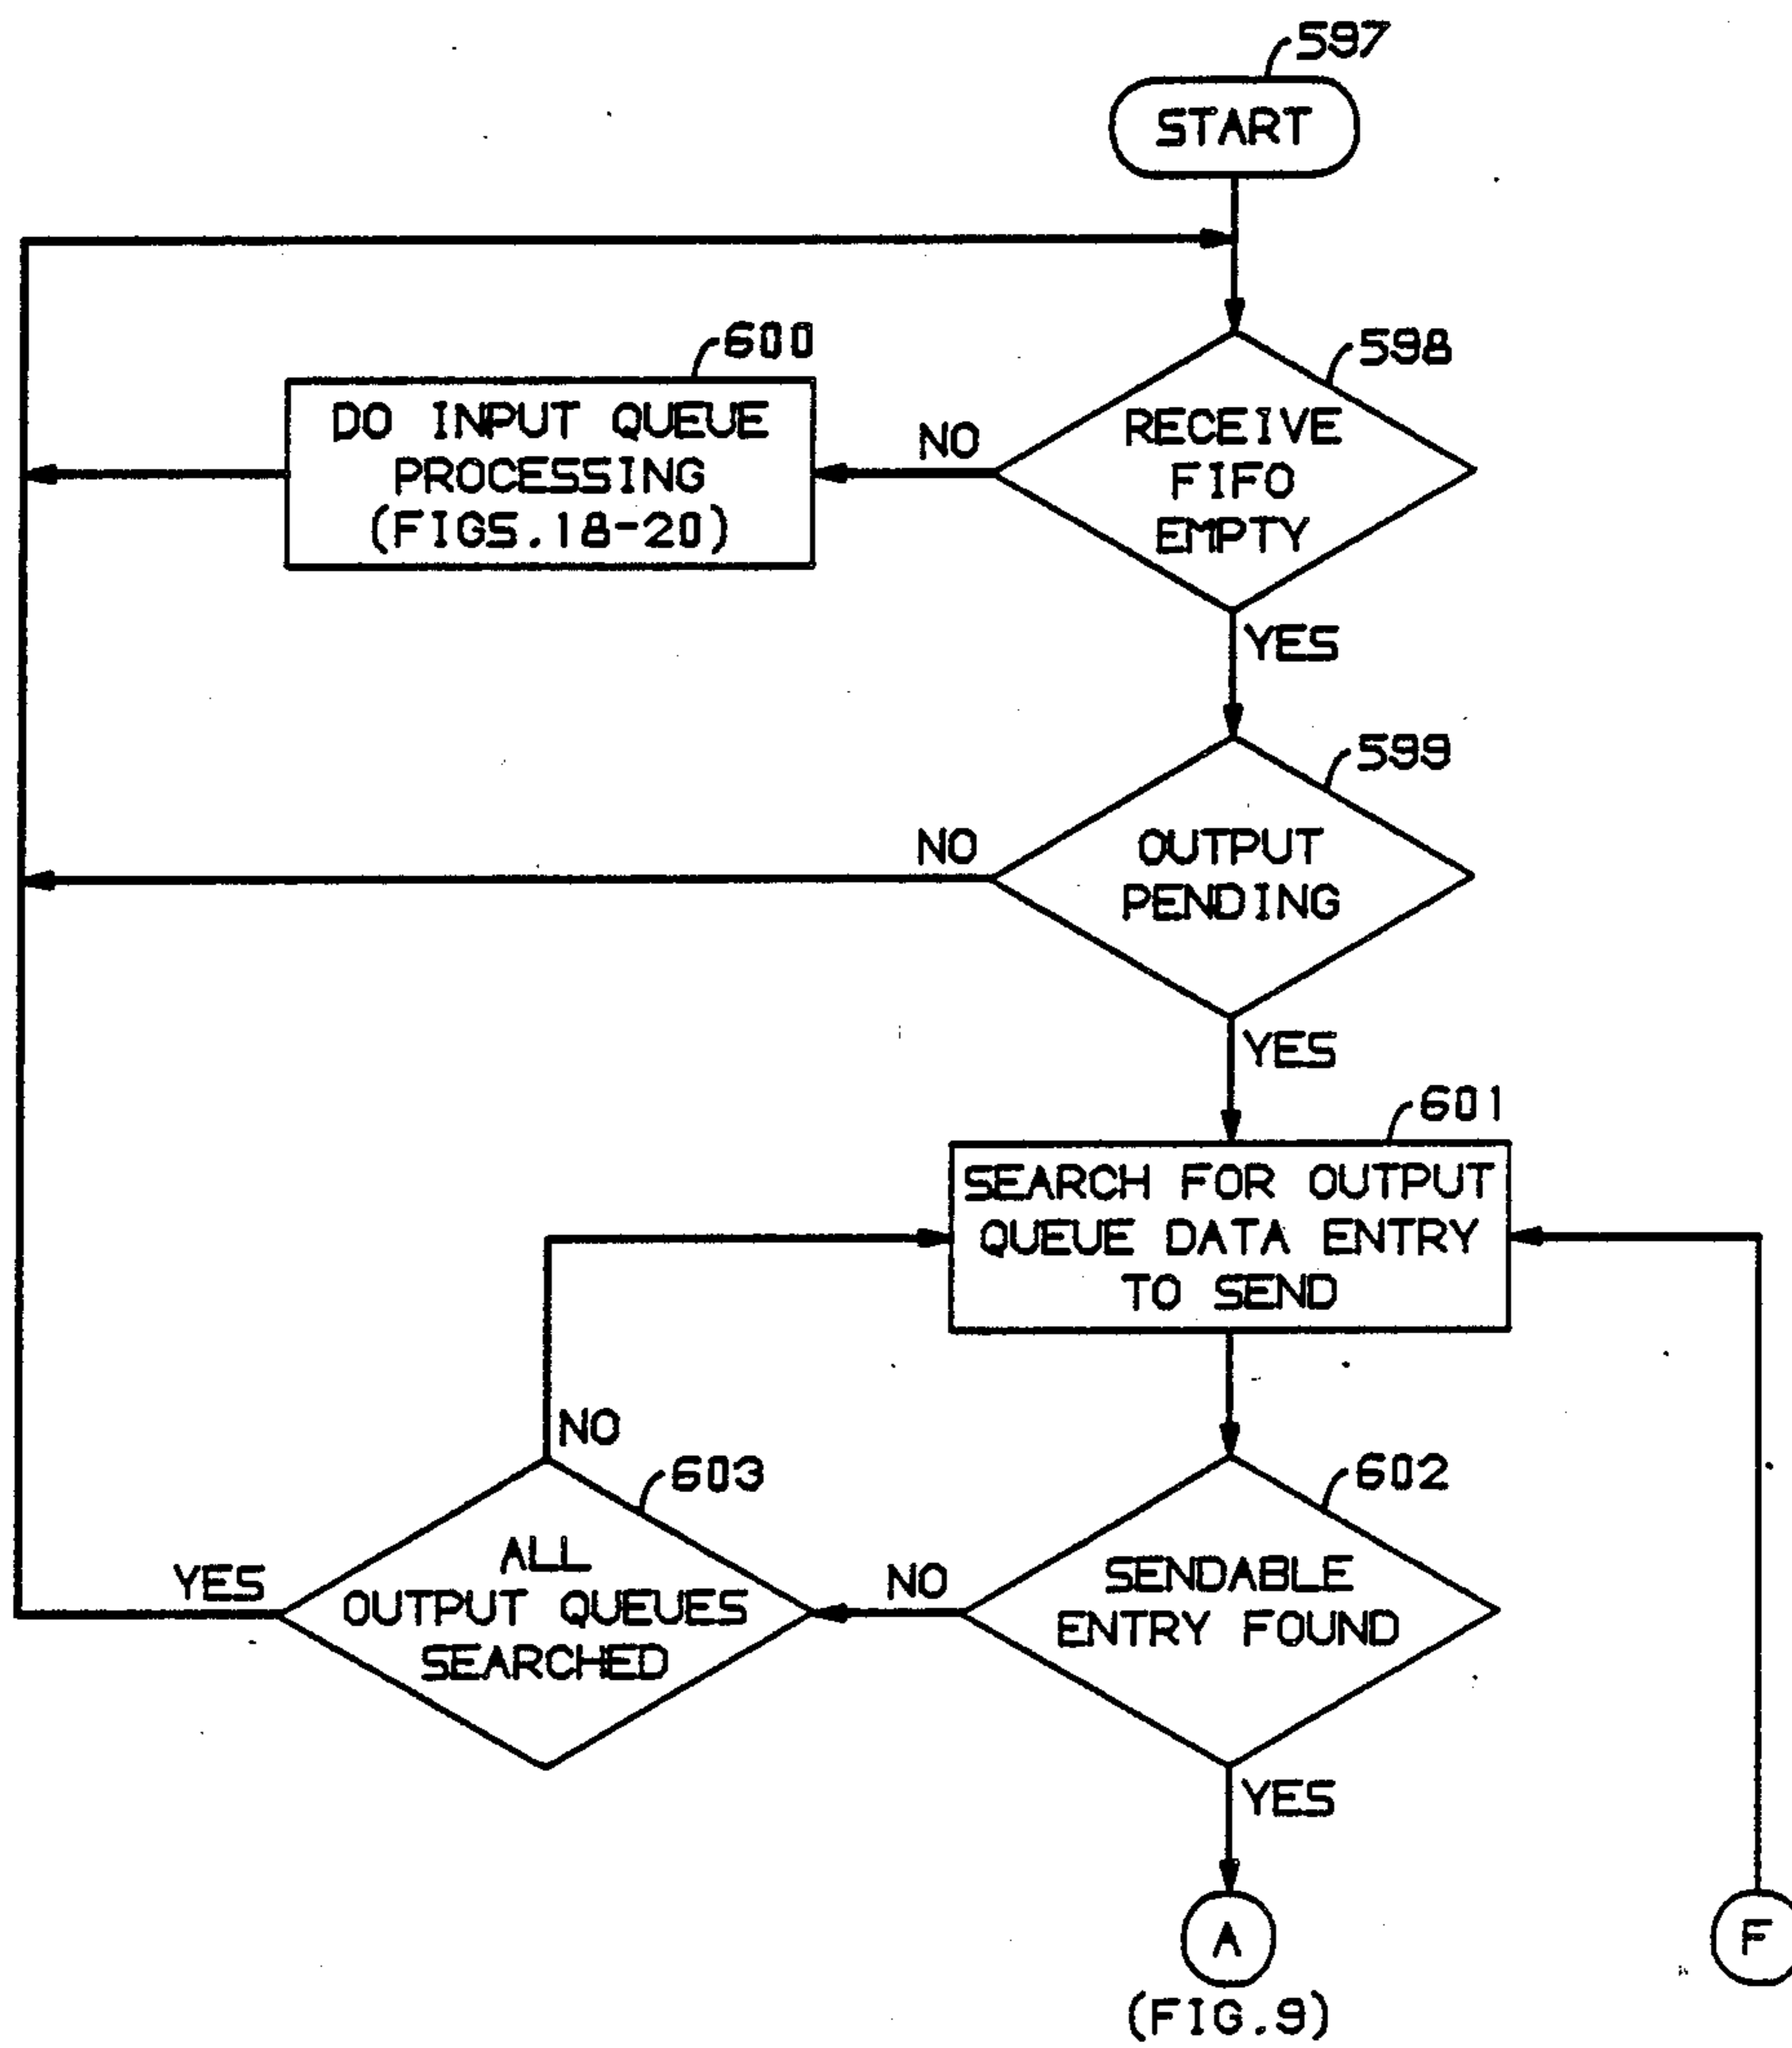 597
START
600
598
DO INPUT QUEUE
PROCESSING
(FIGS.18-20)
NO
RECEIVE
FIFO
EMPTY
YES
599
NO
OUTPUT
PENDING
YES
601
SEARCH FOR OUTPUT
QUEUE DATA ENTRY
TO SEND
NO
603
602
YES
ALL
OUTPUT QUEUES
SEARCHED
NO
SENDABLE
ENTRY FOUND
YES
A
F
(FIG.9)